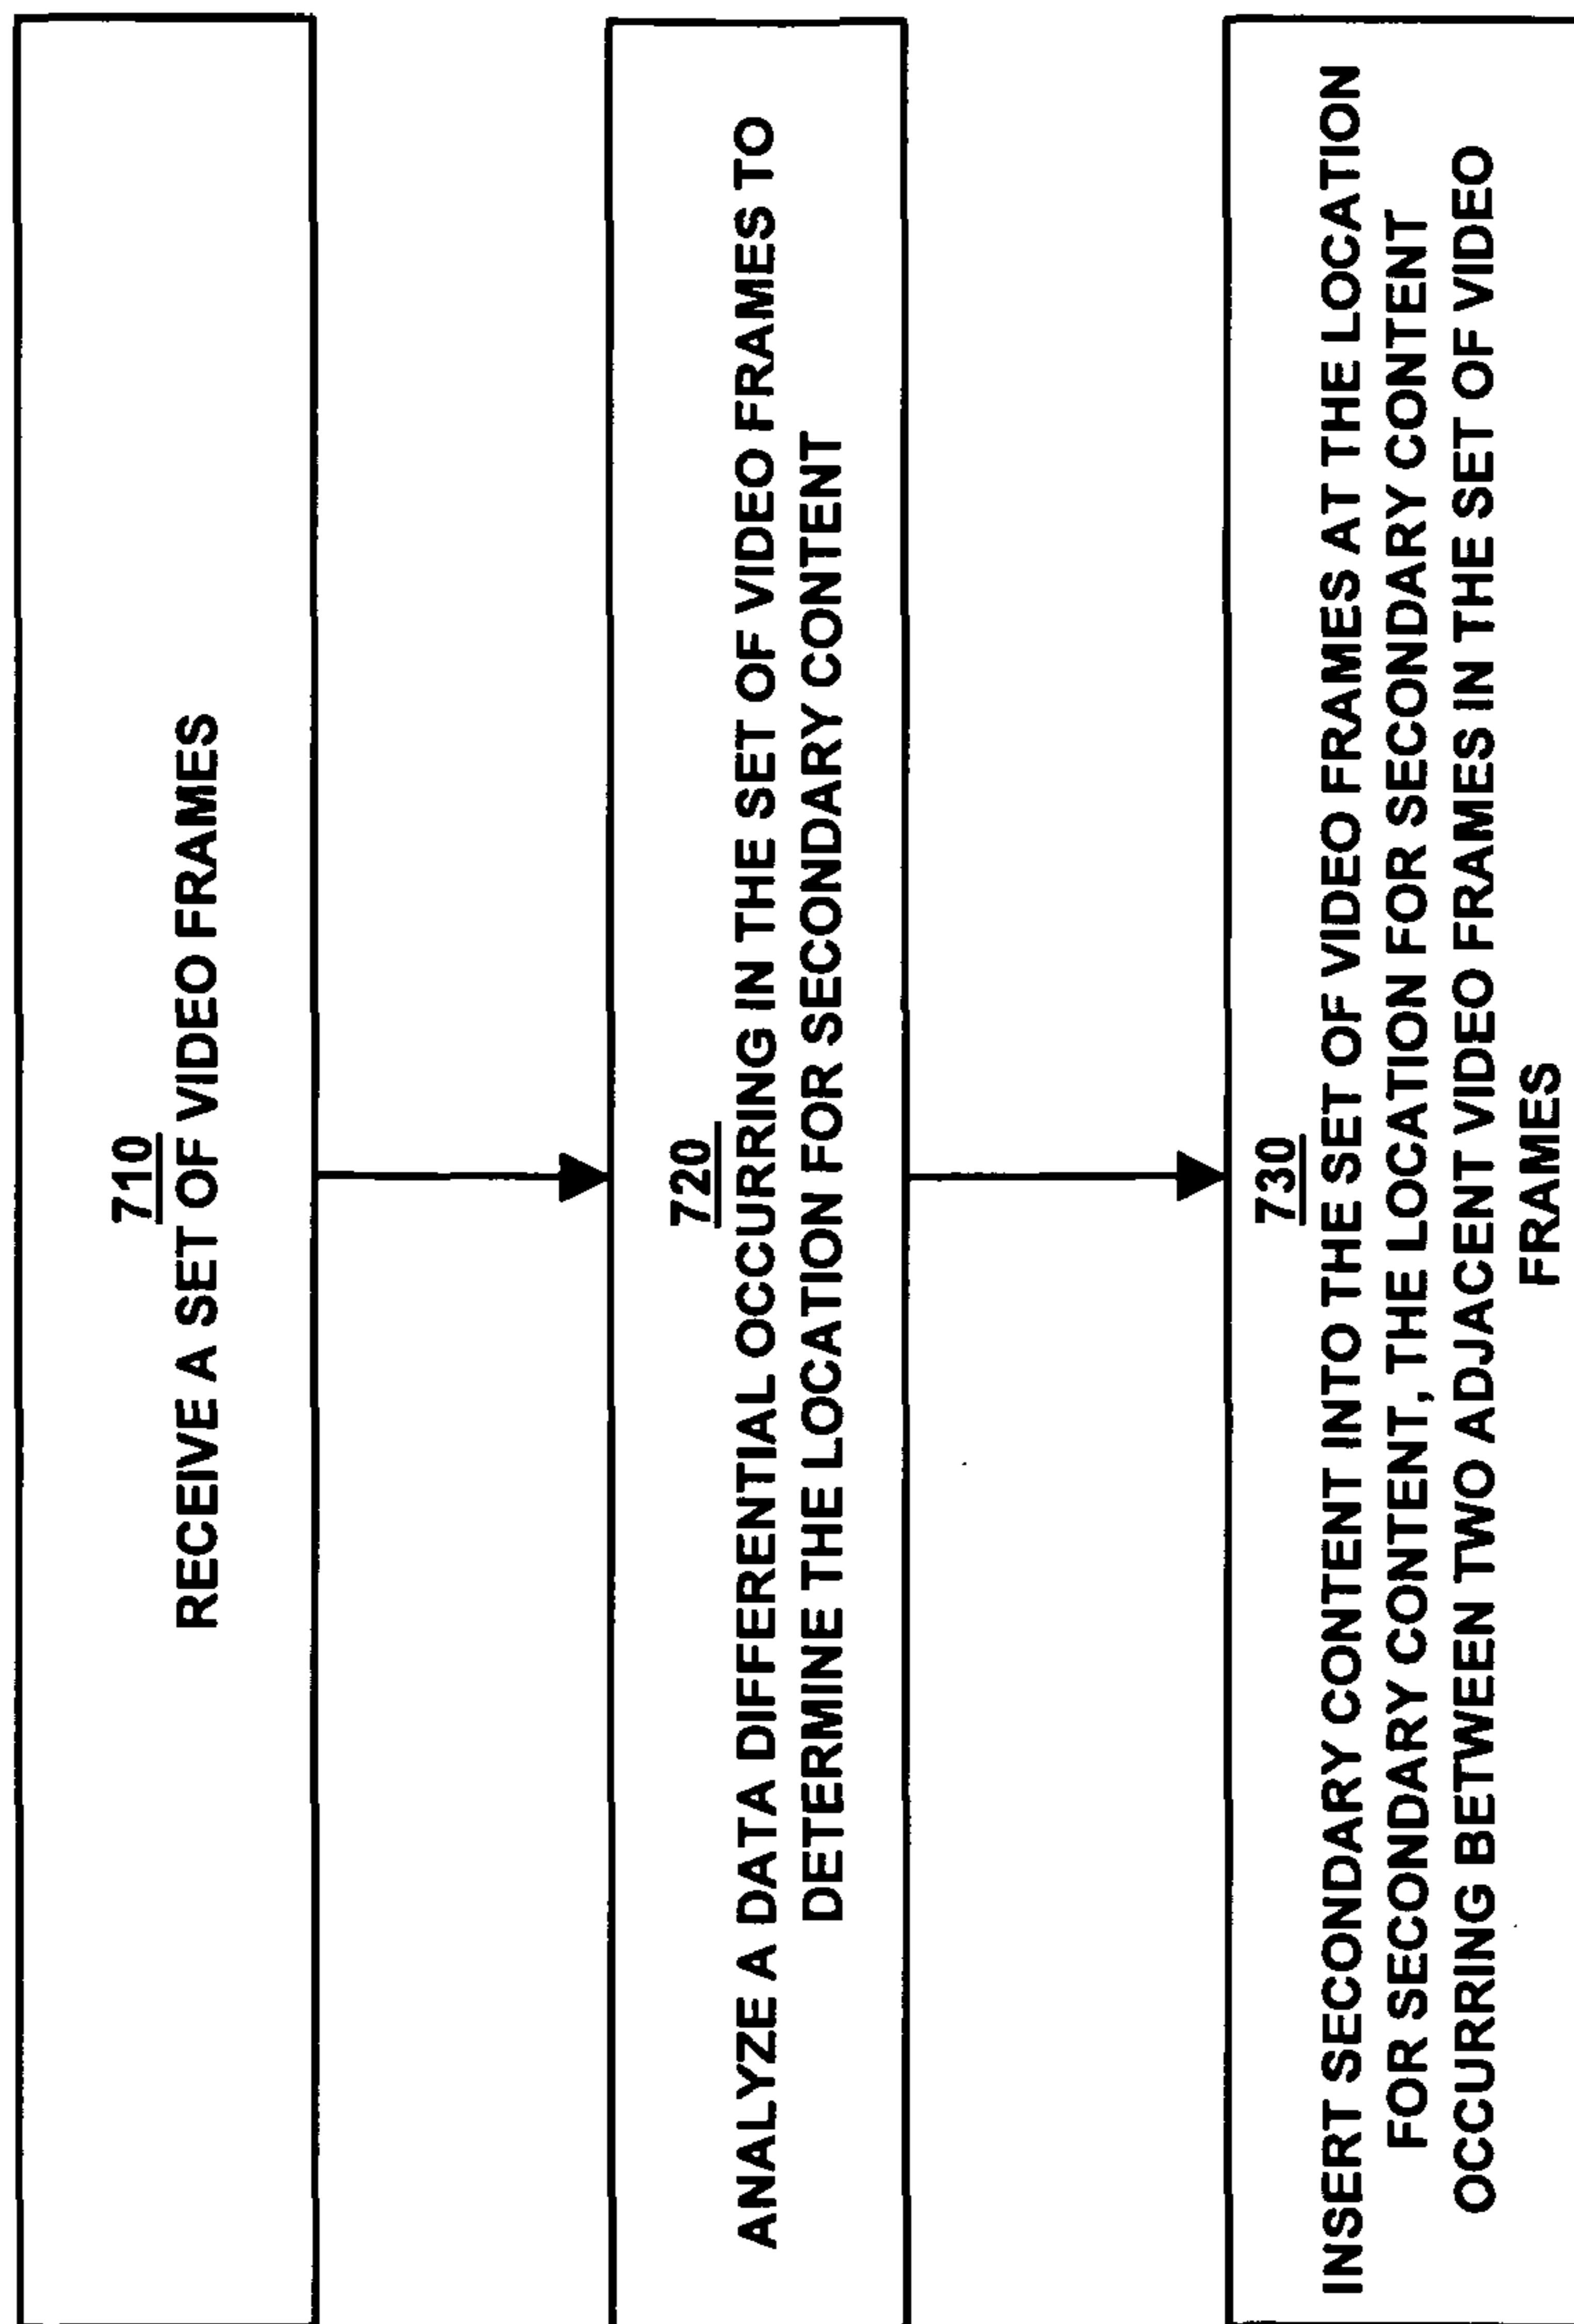 710
RECEIVE A SET OF VIDEO FRAMES
720
ANALYZE A DATA DIFFERENTIAL OCCURRING IN THE SET OF VIDEO FRAMES TO
DETERMINE THE LOCATION FOR SECONDARY CONTENT
730
INSERT SECONDARY CONTENT INTO THE SET OF VIDEO FRAMES AT THE LOCATION
FOR SECONDARY CONTENT, THE LOCATION FOR SECONDARY CONTENT
OCCURRING BETWEEN TWO ADJACENT VIDEO FRAMES IN THE SET OF VIDEO
FRAMES